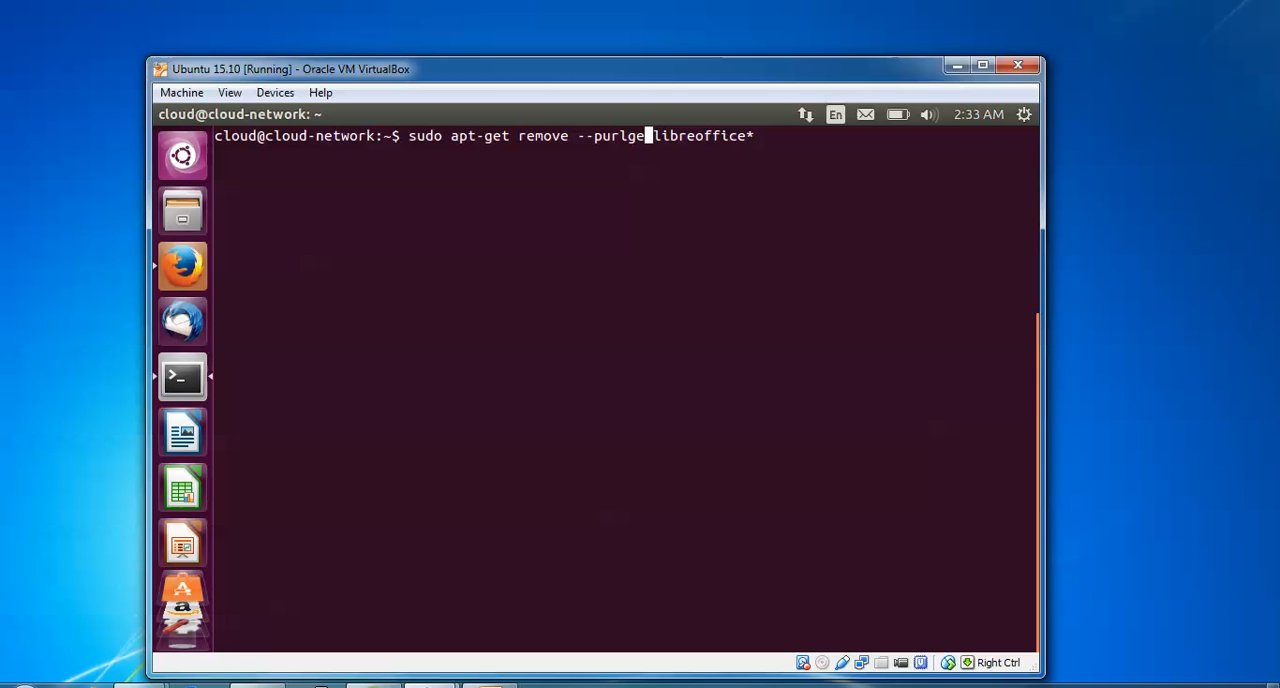 Ubuntu 15.10 [Running] - Oracle VM VirtualBox
Machine View Devices Help
cloud@cloud-network: ~ En 2:33 AM
cloud@cloud-network:~$ sudo apt-get remove --purlge libreoffice*
Right Ctrl